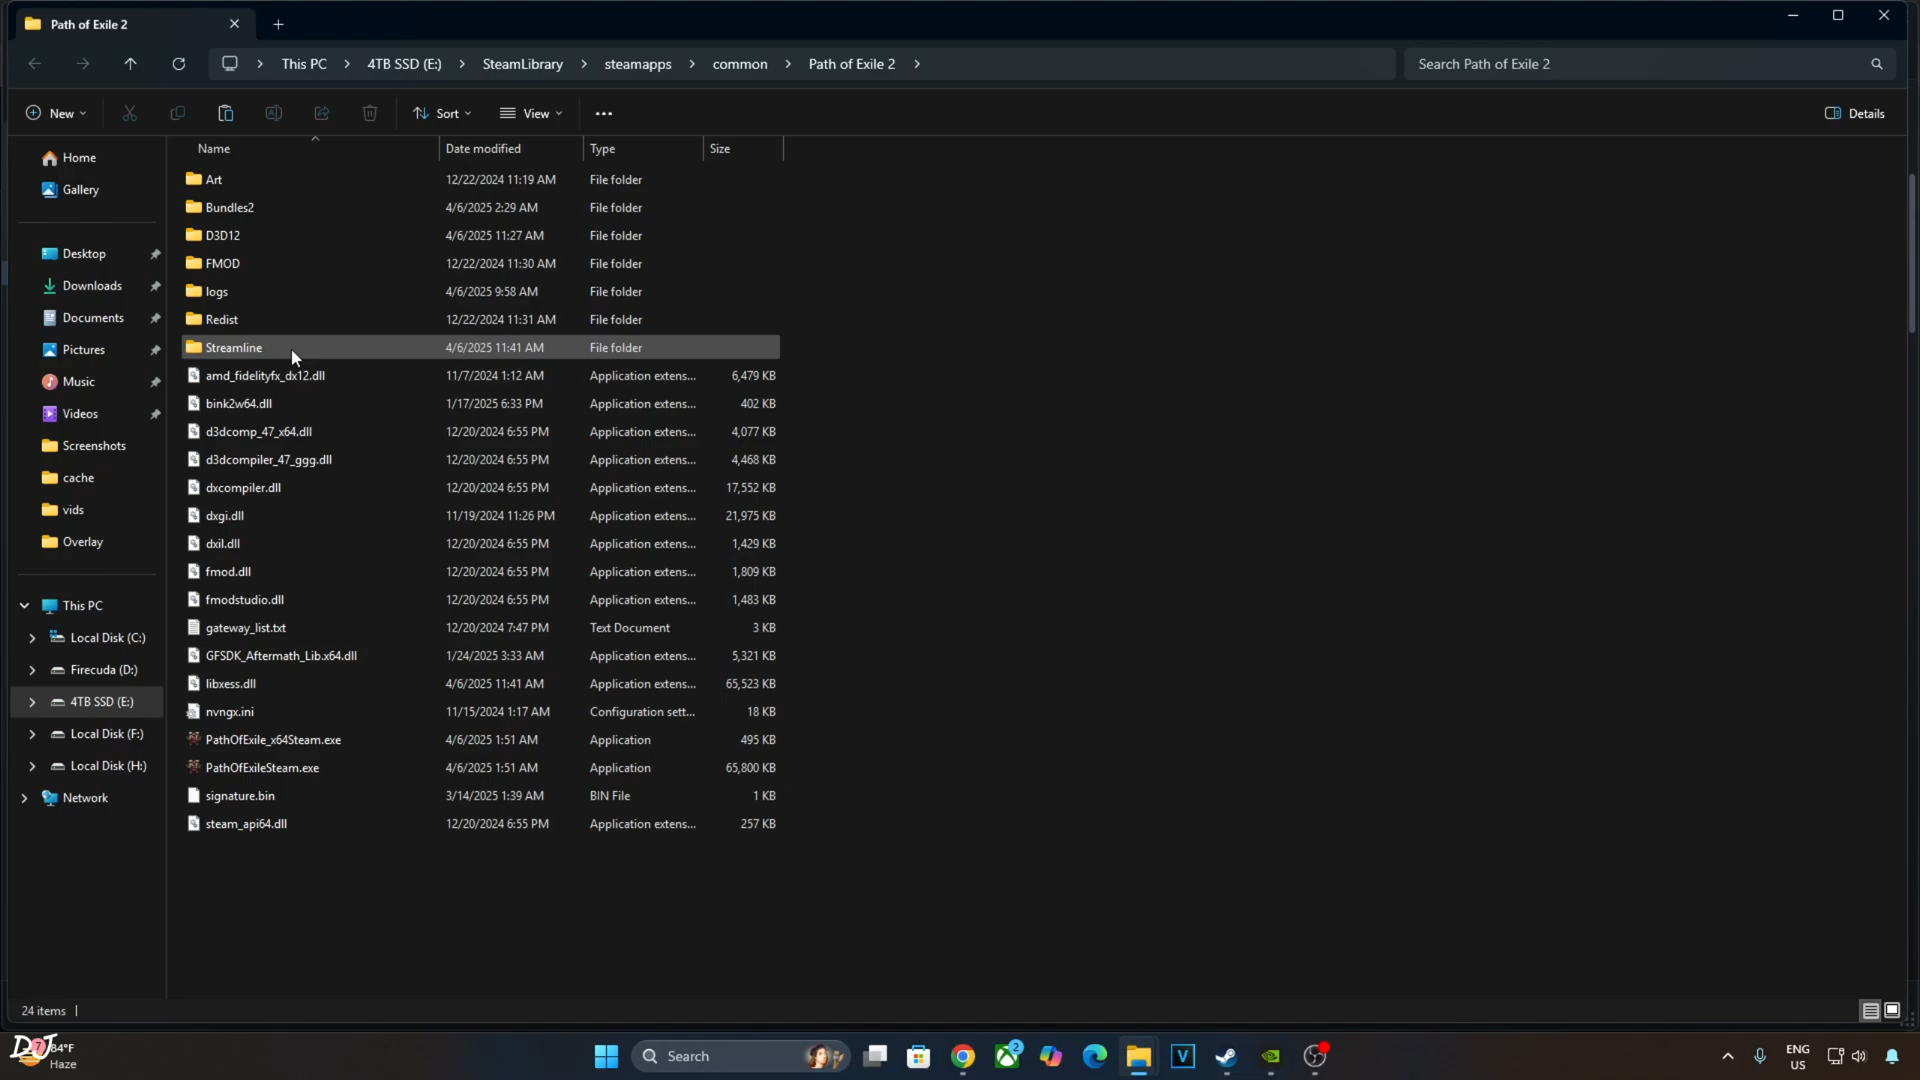 Path of Exile 2
This PC
4TB SSD (E:)
SteamLibrary
steamapps
common
Path of Exile 2
Search Path of Exile 2
New
Sort
View
Details
Name Date modified Type Size
Home
Gallery
Desktop
Downloads
Documents
Pictures
Music
Videos
Screenshots
cache
vids
Overlay
This PC
Local Disk (C:)
Firecuda (D:)
4TB SSD (E:)
Local Disk (F:)
Local Disk (H:)
Network
Art 12/22/2024 11:19 AM File folder
Bundles2 4/6/2025 2:29 AM File folder
D3D12 4/6/2025 11:27 AM File folder
FMOD 12/22/2024 11:30 AM File folder
logs 4/6/2025 9:58 AM File folder
Redist 12/22/2024 11:31 AM File folder
Streamline 4/6/2025 11:41 AM File folder
amd_fidelityfx_dx12.dll 11/7/2024 1:12 AM Application extens... 6,479 KB
bink2w64.dll 1/17/2025 6:33 PM Application extens... 402 KB
d3dcomp_47_x64.dll 12/20/2024 6:55 PM Application extens... 4,077 KB
d3dcompiler_47_ggg.dll 12/20/2024 6:55 PM Application extens... 4,468 KB
dxcompiler.dll 12/20/2024 6:55 PM Application extens... 17,552 KB
dxgi.dll 11/19/2024 11:26 PM Application extens... 21,975 KB
dxil.dll 12/20/2024 6:55 PM Application extens... 1,429 KB
fmod.dll 12/20/2024 6:55 PM Application extens... 1,809 KB
fmodstudio.dll 12/20/2024 6:55 PM Application extens... 1,483 KB
gateway_list.txt 12/20/2024 7:47 PM Text Document 3 KB
GFSDK_Aftermath_Lib.x64.dll 1/24/2025 3:33 AM Application extens... 5,321 KB
libxess.dll 4/6/2025 11:41 AM Application extens... 65,523 KB
nvngx.ini 11/15/2024 1:17 AM Configuration sett... 18 KB
PathOfExile_x64Steam.exe 4/6/2025 1:51 AM Application 495 KB
PathOfExileSteam.exe 4/6/2025 1:51 AM Application 65,800 KB
signature.bin 3/14/2025 1:39 AM BIN File 1 KB
steam_api64.dll 12/20/2024 6:55 PM Application extens... 257 KB
24 items
DJ
7
84°F
Haze
Search
2
V
ENG
US